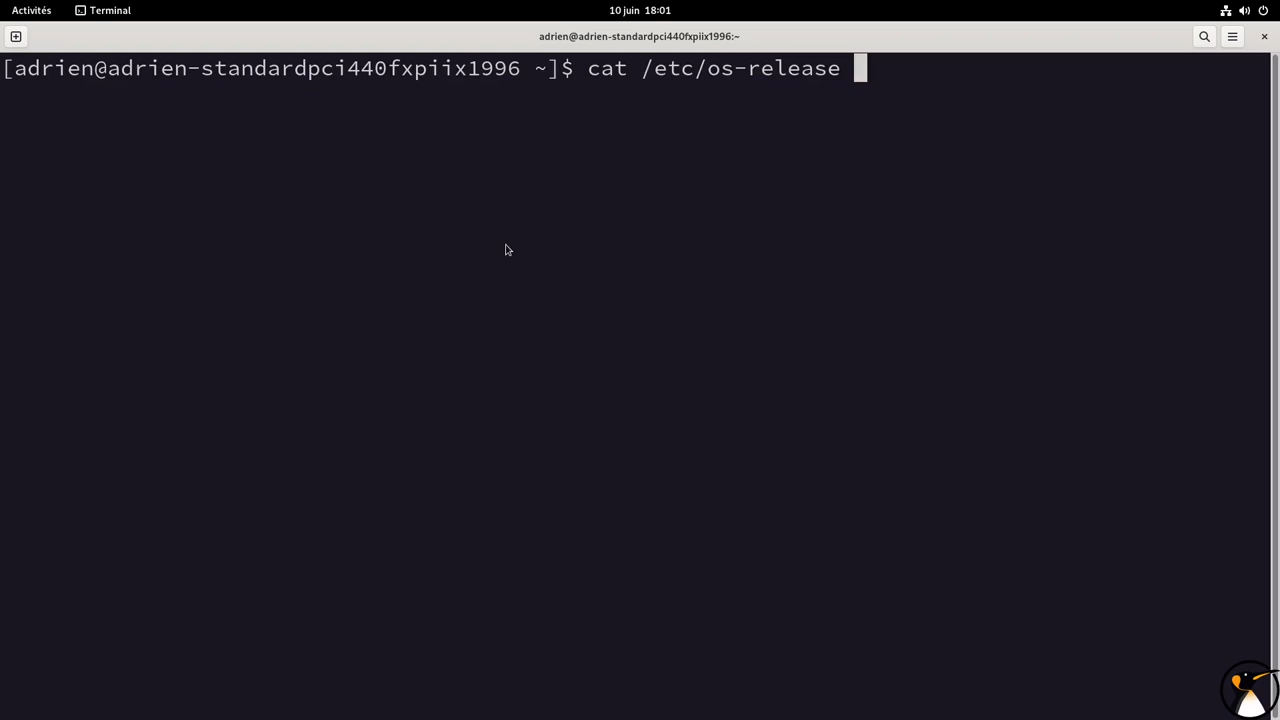 Activités Terminal 10 juin 18:01
adrien@adrien-standardpci440fxpiix1996:~
[adrien@adrien-standardpci440fxpiix1996 ~]$ cat /etc/os-release